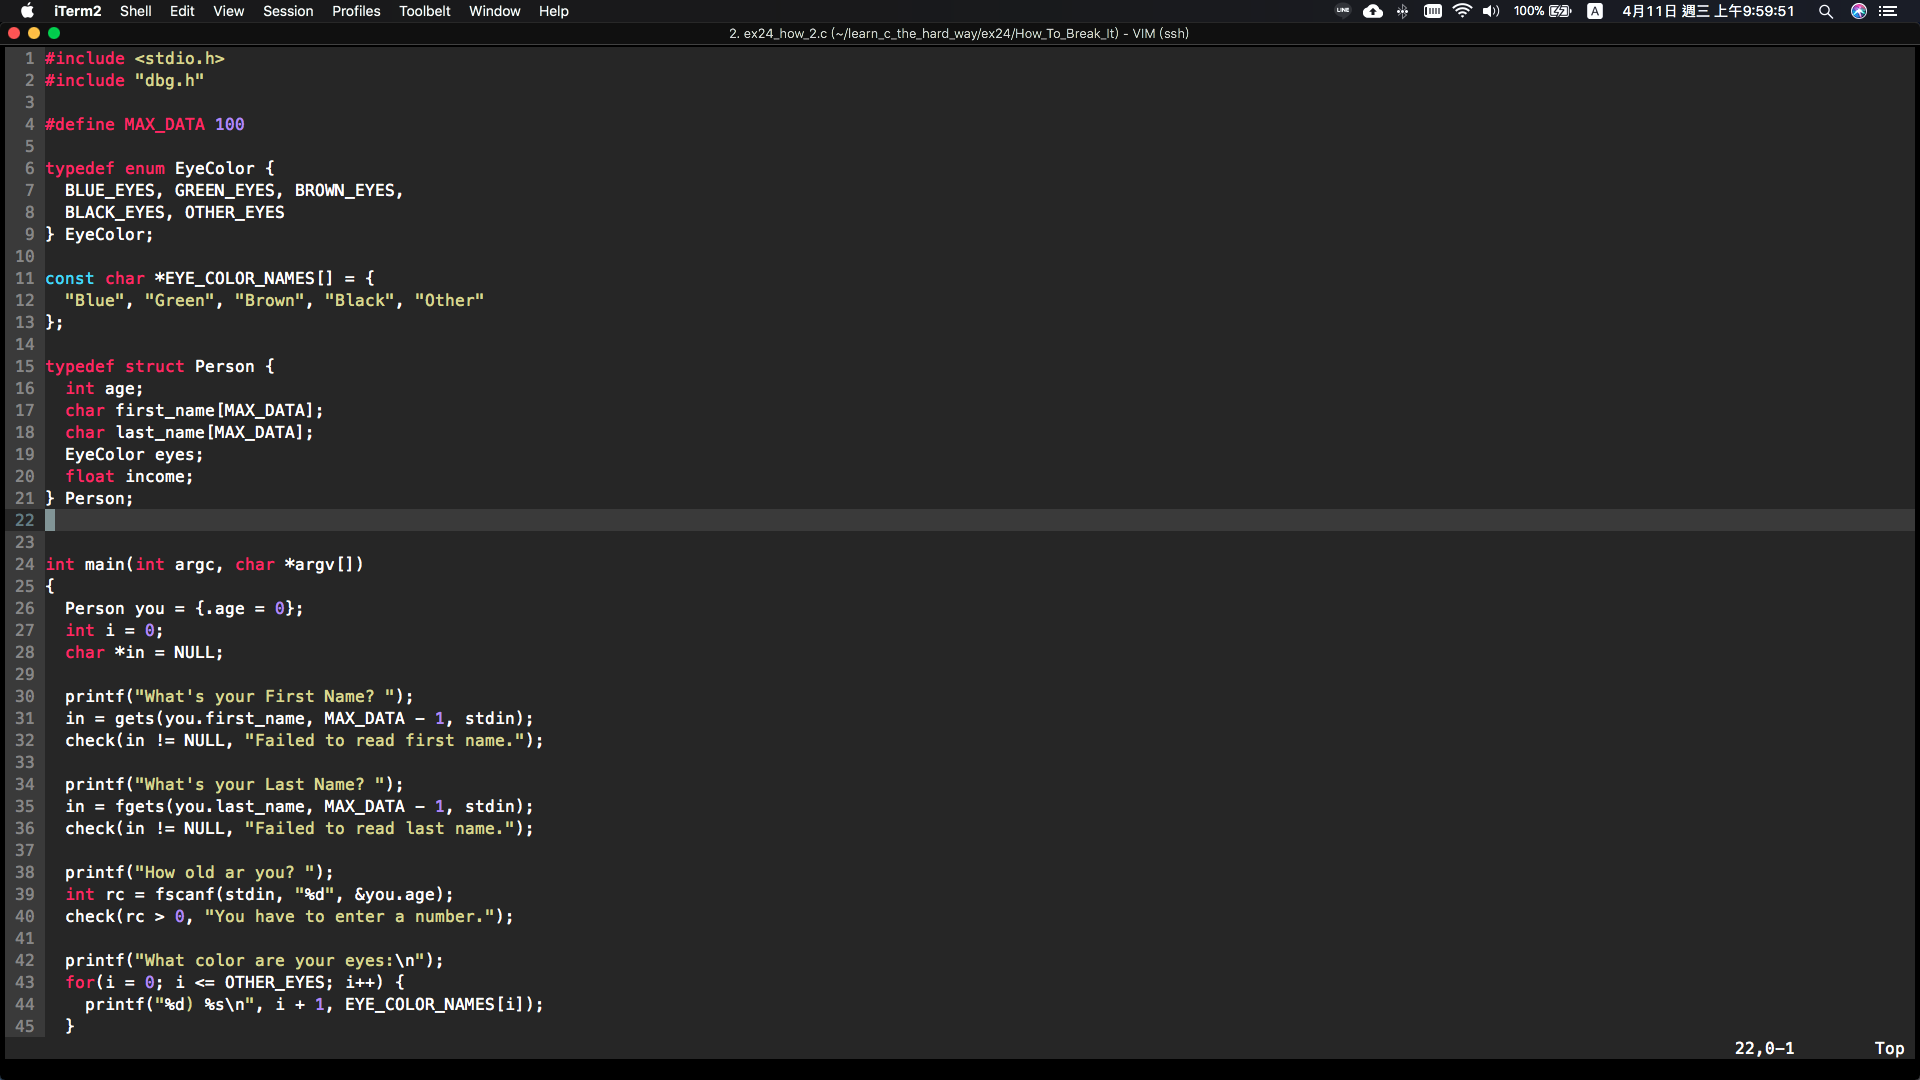 iTerm2 Shell Edit View Session Profiles Toolbelt Window Help LINE 100% A 4月11日 週三 上午9:59:51
2. ex24_how_2.c (~/learn_c_the_hard_way/ex24/How_To_Break_It) - VIM (ssh)
1 #include <stdio.h>
2 #include "dbg.h"
3
4 #define MAX_DATA 100
5
6 typedef enum EyeColor {
7   BLUE_EYES, GREEN_EYES, BROWN_EYES,
8   BLACK_EYES, OTHER_EYES
9 } EyeColor;
10
11 const char *EYE_COLOR_NAMES[] = {
12   "Blue", "Green", "Brown", "Black", "Other"
13 };
14
15 typedef struct Person {
16   int age;
17   char first_name[MAX_DATA];
18   char last_name[MAX_DATA];
19   EyeColor eyes;
20   float income;
21 } Person;
22
23
24 int main(int argc, char *argv[])
25 {
26   Person you = {.age = 0};
27   int i = 0;
28   char *in = NULL;
29
30   printf("What's your First Name? ");
31   in = gets(you.first_name, MAX_DATA - 1, stdin);
32   check(in != NULL, "Failed to read first name.");
33
34   printf("What's your Last Name? ");
35   in = fgets(you.last_name, MAX_DATA - 1, stdin);
36   check(in != NULL, "Failed to read last name.");
37
38   printf("How old ar you? ");
39   int rc = fscanf(stdin, "%d", &you.age);
40   check(rc > 0, "You have to enter a number.");
41
42   printf("What color are your eyes:\n");
43   for(i = 0; i <= OTHER_EYES; i++) {
44     printf("%d) %s\n", i + 1, EYE_COLOR_NAMES[i]);
45   }
22,0-1 Top